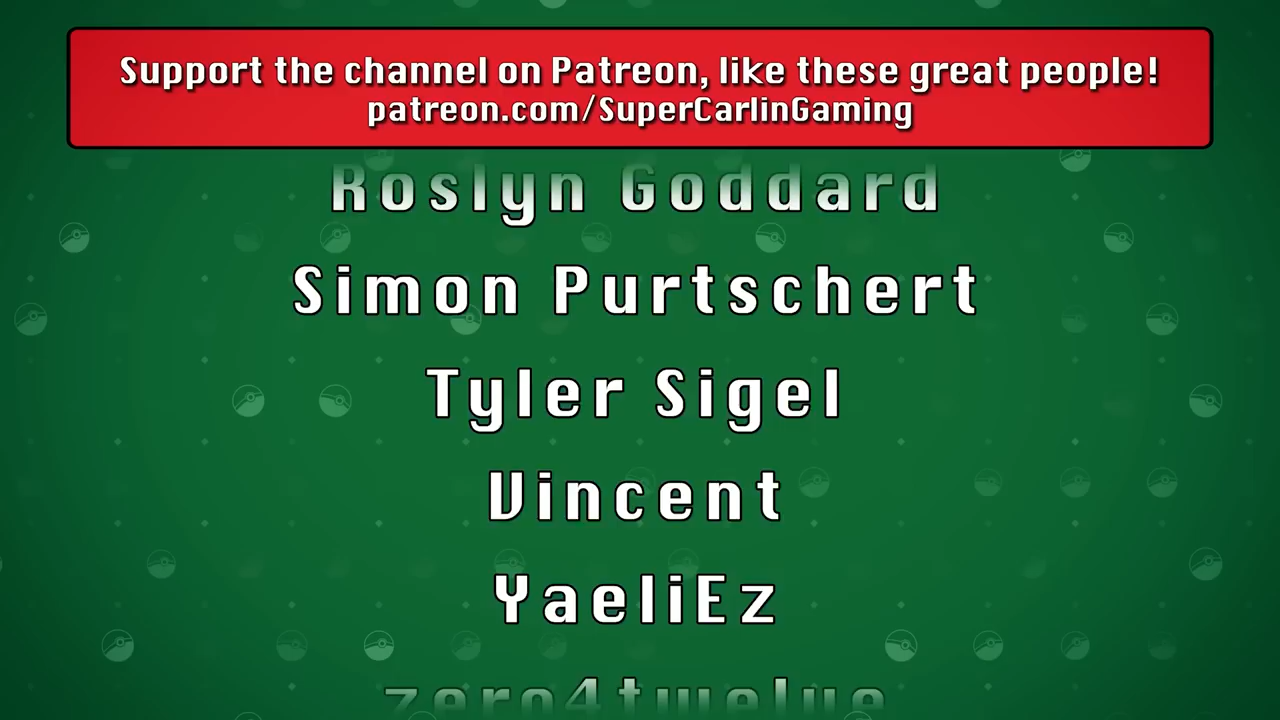 Support the channel on Patreon, like these great people!
patreon.com/SuperCarlinGaming
Roslyn Goddard
Simon Purtschert
Tyler Sigel
Vincent
YaeliEz
zero4twelve